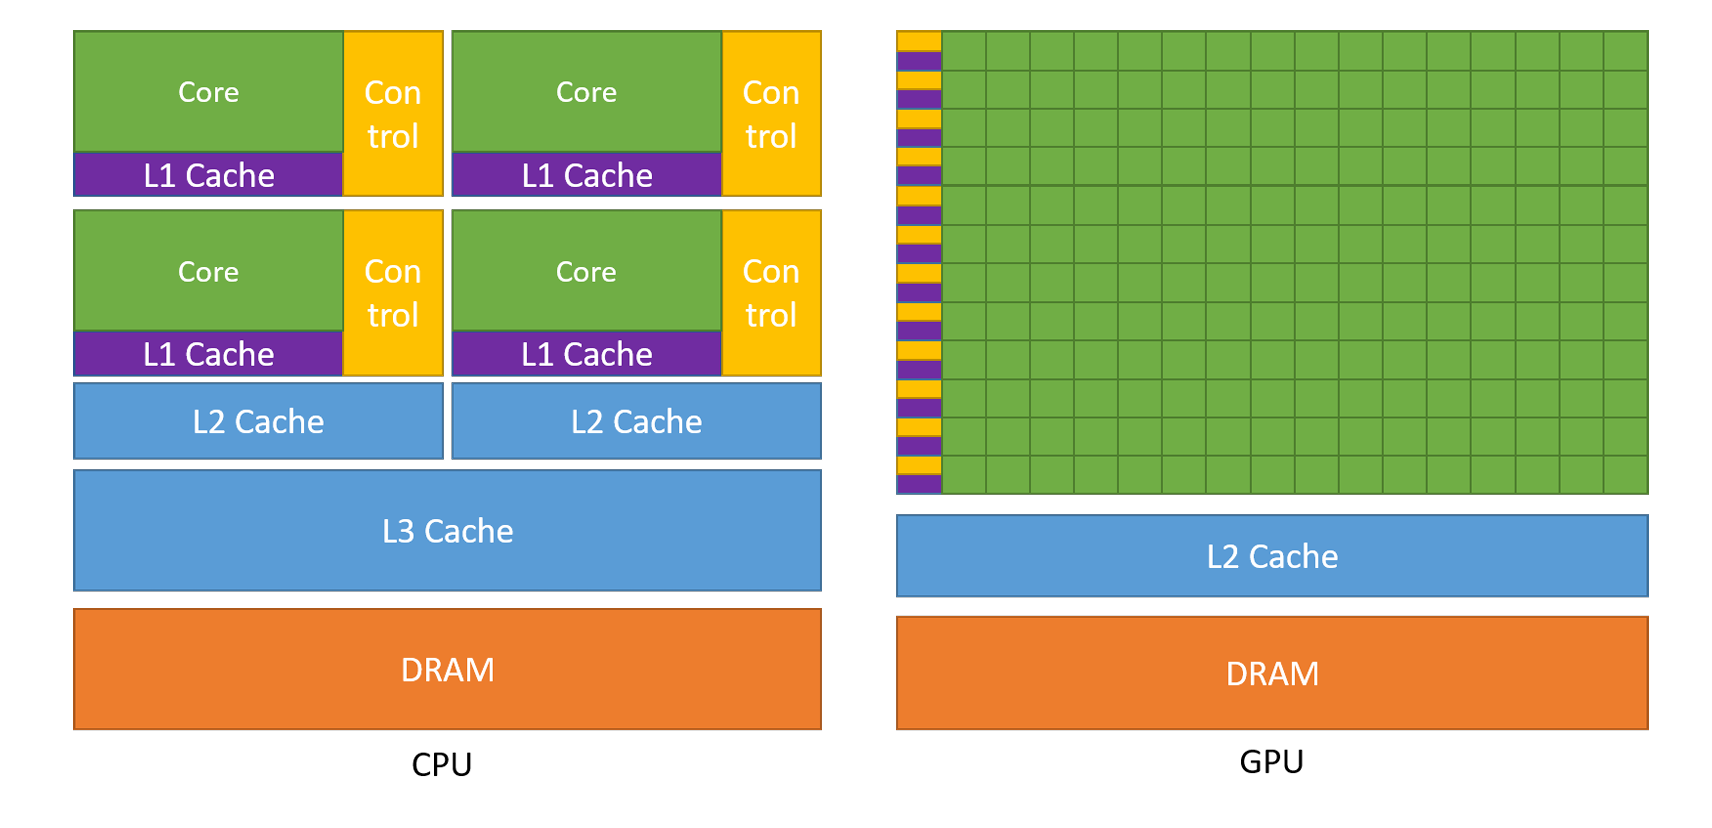 Core
Con
trol
L1 Cache
Core
Con
trol
L1 Cache
Core
Con
trol
L1 Cache
Core
Con
trol
L1 Cache
L2 Cache
L2 Cache
L3 Cache
DRAM
CPU
L2 Cache
DRAM
GPU